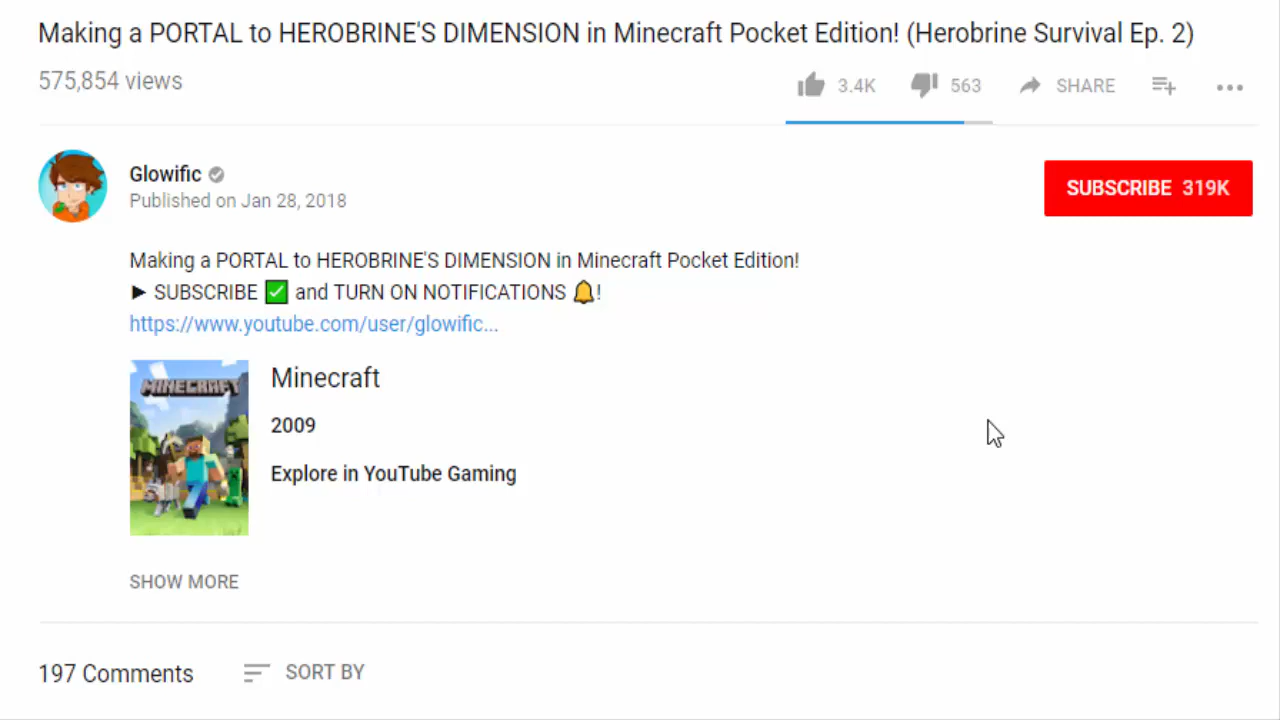 Making a PORTAL to HEROBRINE'S DIMENSION in Minecraft Pocket Edition! (Herobrine Survival Ep. 2)
575,854 views
3.4K 563 SHARE
Glowific
Published on Jan 28, 2018
SUBSCRIBE 319K
Making a PORTAL to HEROBRINE'S DIMENSION in Minecraft Pocket Edition!
► SUBSCRIBE ✅ and TURN ON NOTIFICATIONS 🔔!
https://www.youtube.com/user/glowific...
MINECRAFT
Minecraft
2009
Explore in YouTube Gaming
SHOW MORE
197 Comments SORT BY